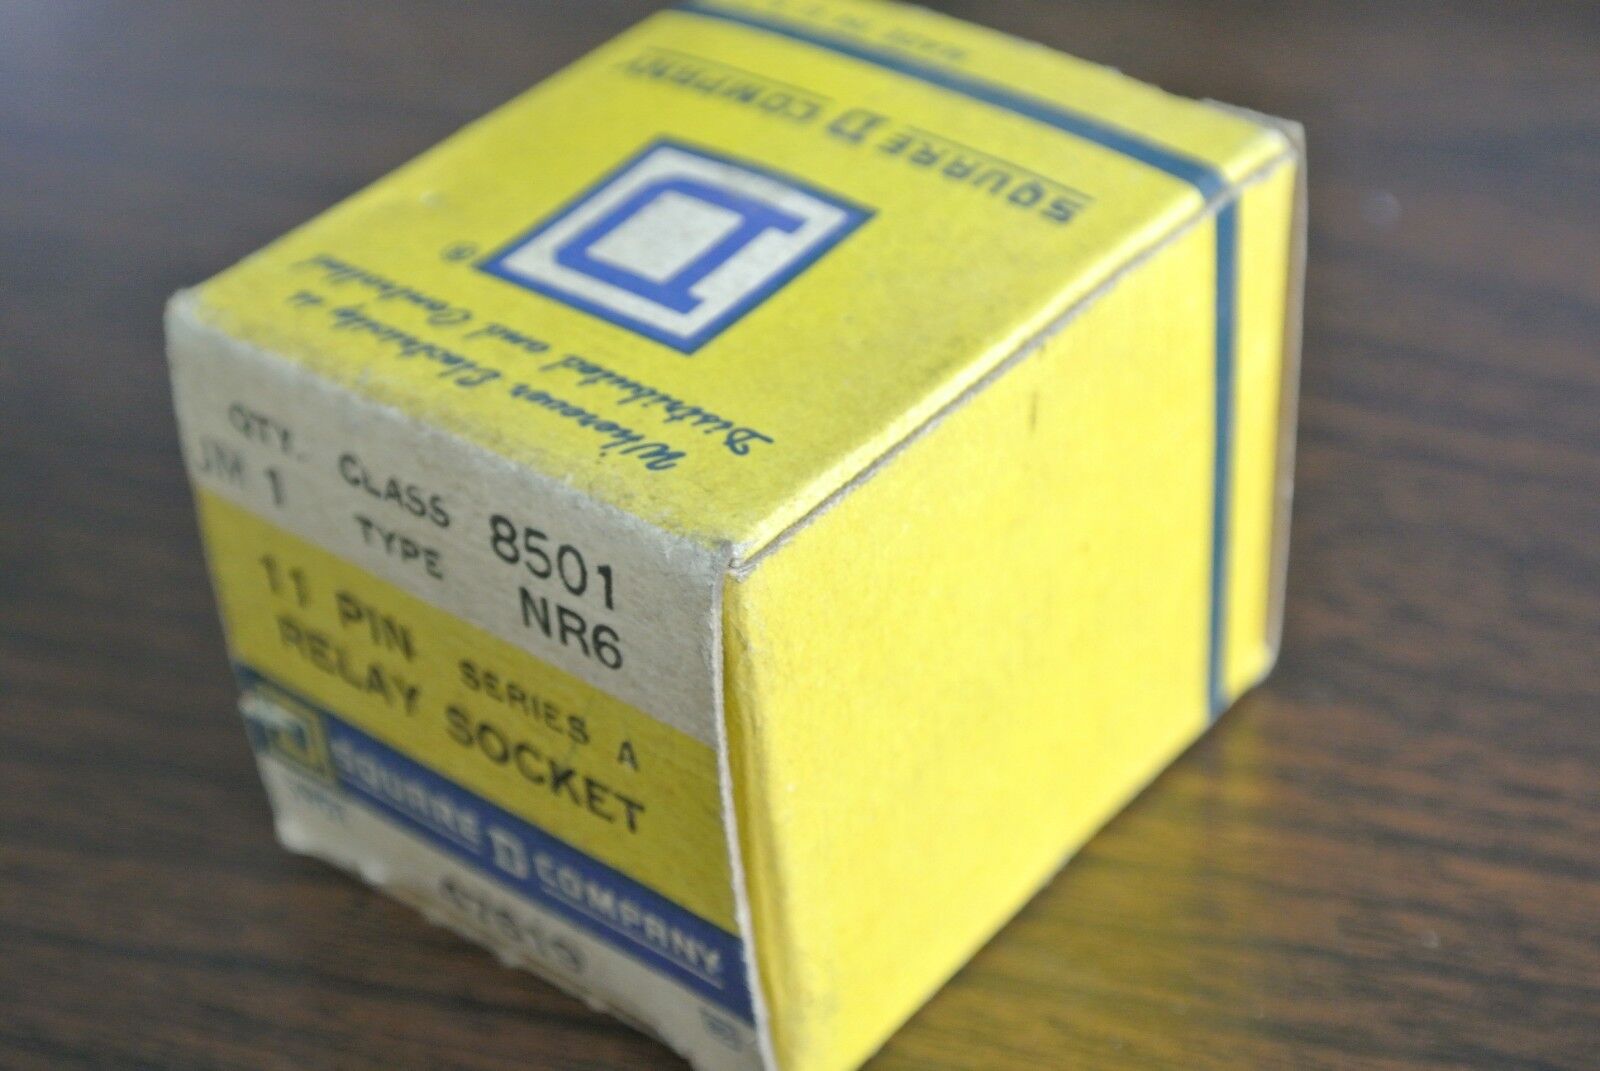 SQUARE D COMPANY
D
®
Wherever Electricity is
Distributed and Controlled
QTY. CLASS 8501
1 TYPE NR6
11 PIN SERIES A
RELAY SOCKET
SQUARE D COMPANY